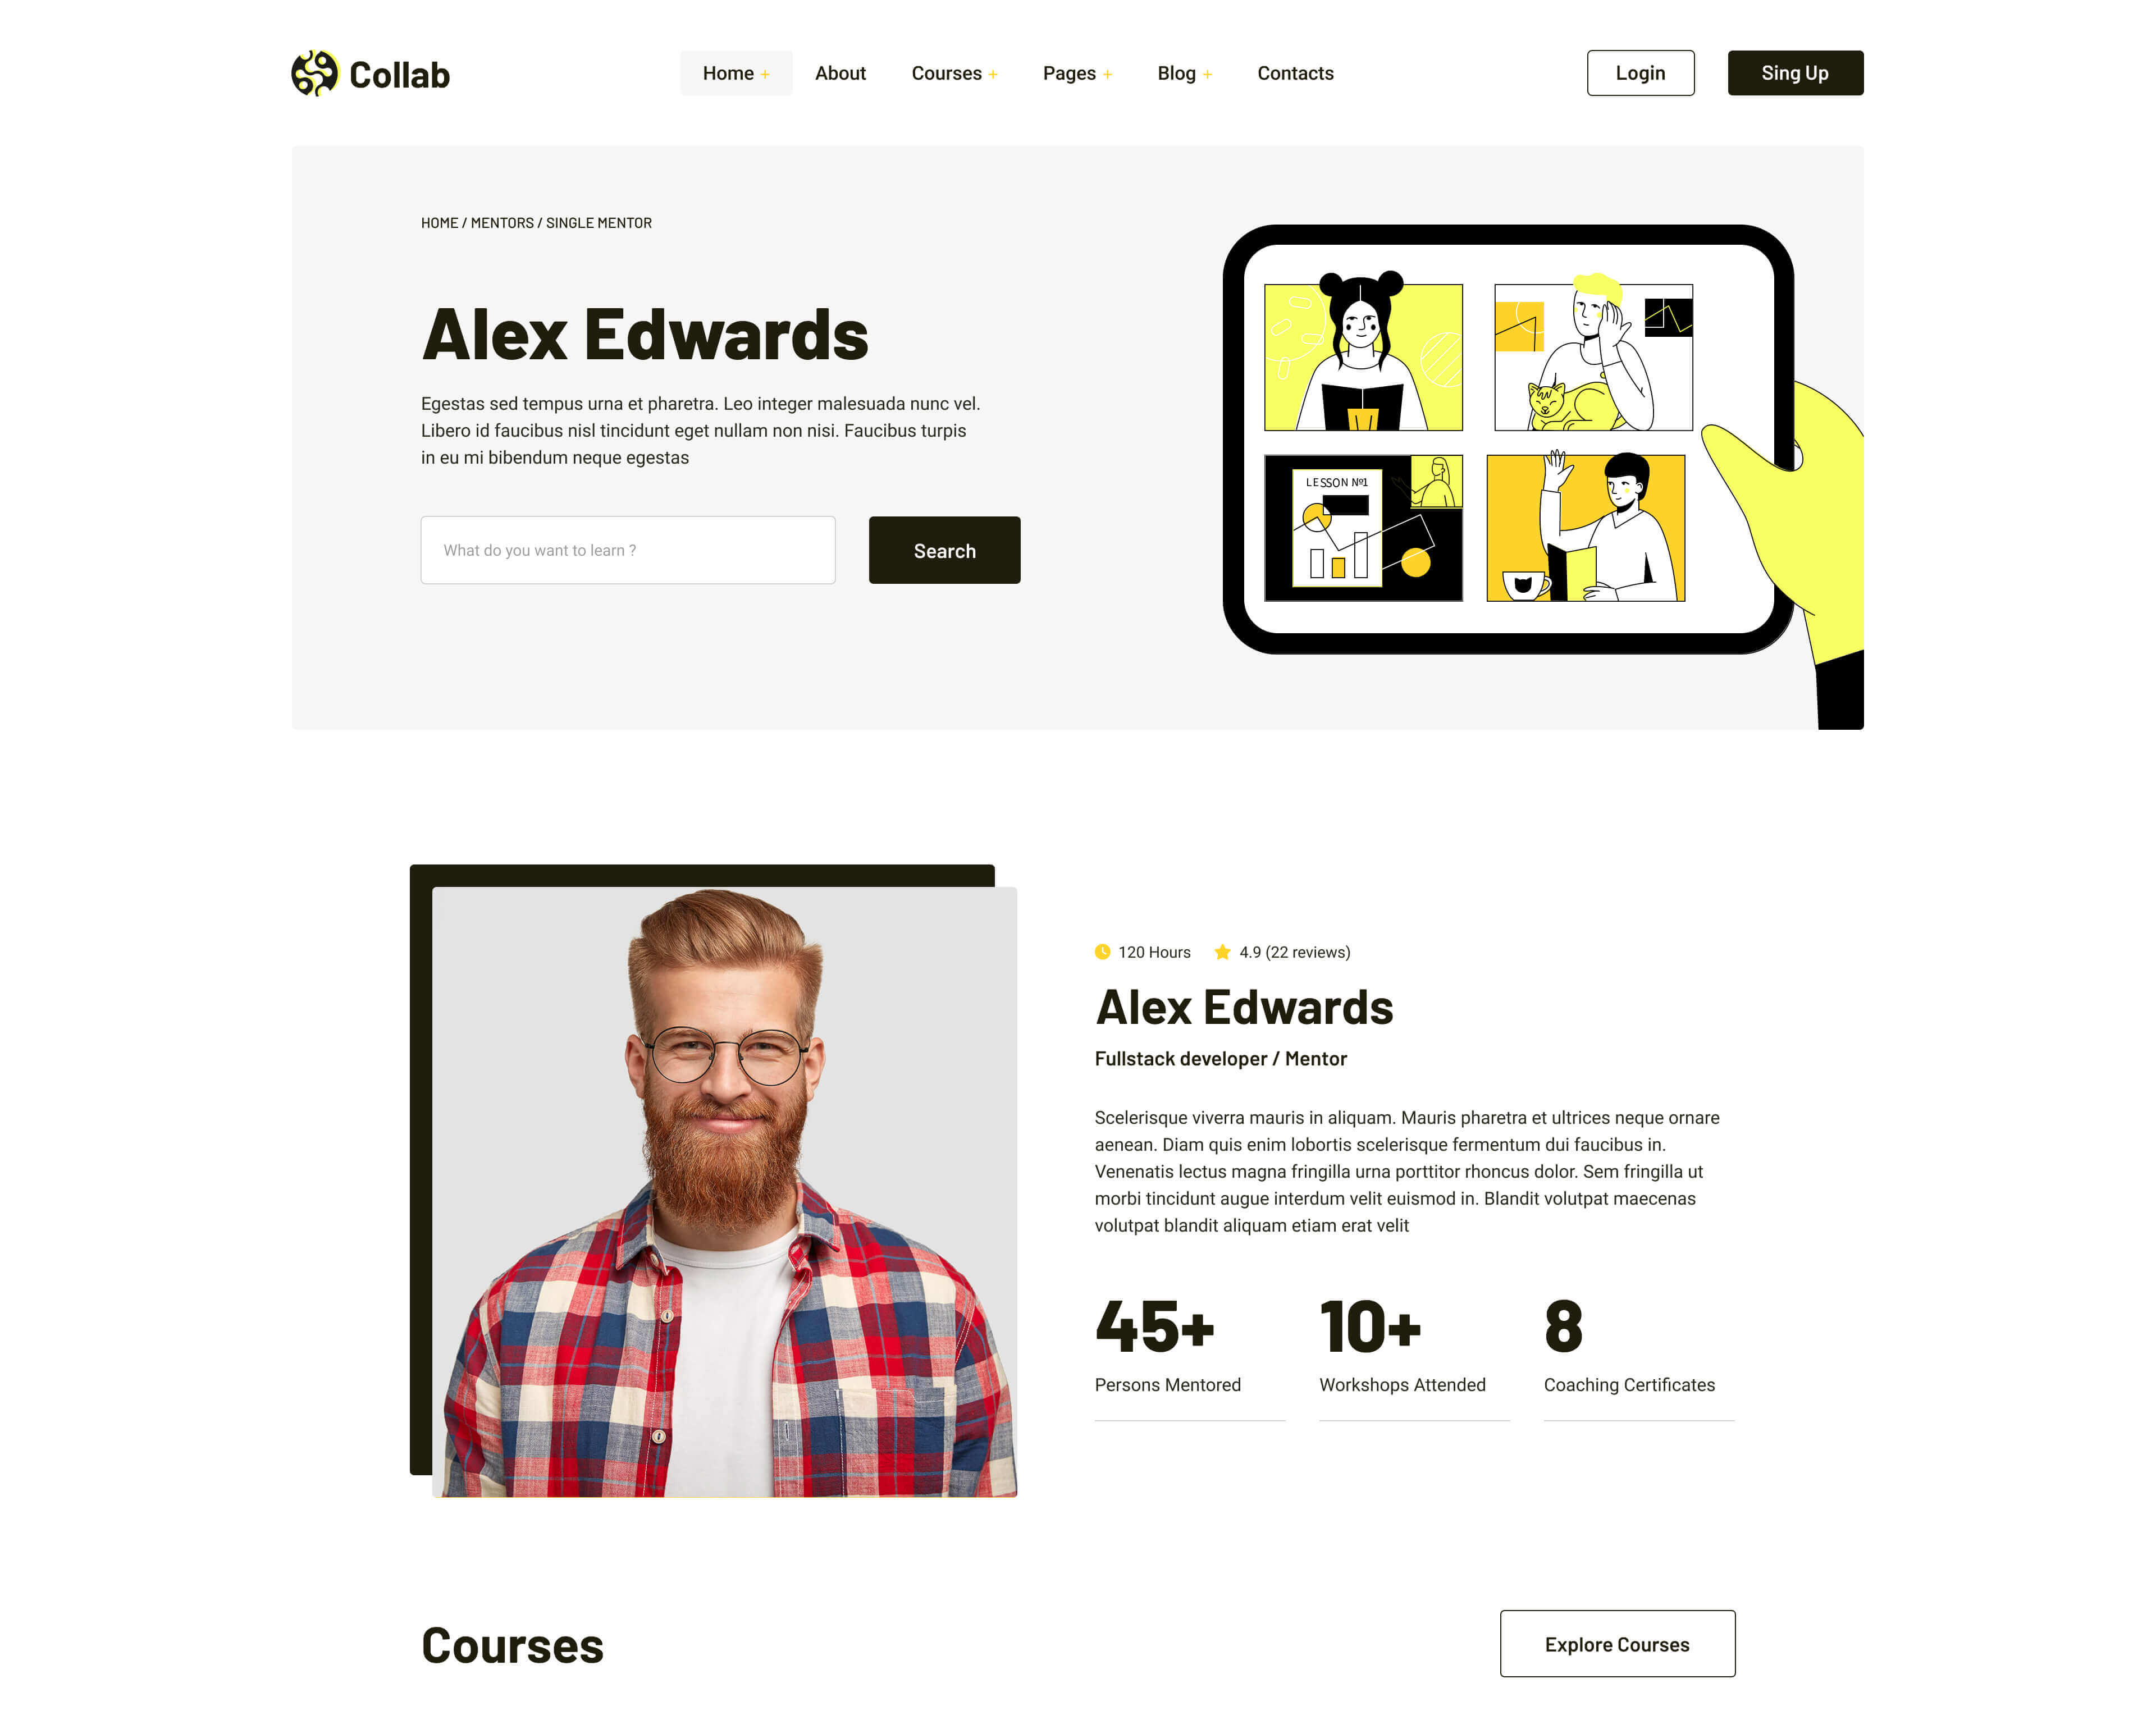 Collab
Home +
About
Courses +
Pages +
Blog +
Contacts
Login
Sing Up
HOME / MENTORS / SINGLE MENTOR
Alex Edwards
Egestas sed tempus urna et pharetra. Leo integer malesuada nunc vel.
Libero id faucibus nisl tincidunt eget nullam non nisi. Faucibus turpis
in eu mi bibendum neque egestas
What do you want to learn ?
Search
LESSON №1
120 Hours
4.9 (22 reviews)
Alex Edwards
Fullstack developer / Mentor
Scelerisque viverra mauris in aliquam. Mauris pharetra et ultrices neque ornare
aenean. Diam quis enim lobortis scelerisque fermentum dui faucibus in.
Venenatis lectus magna fringilla urna porttitor rhoncus dolor. Sem fringilla ut
morbi tincidunt augue interdum velit euismod in. Blandit volutpat maecenas
volutpat blandit aliquam etiam erat velit
45+
Persons Mentored
10+
Workshops Attended
8
Coaching Certificates
Courses
Explore Courses